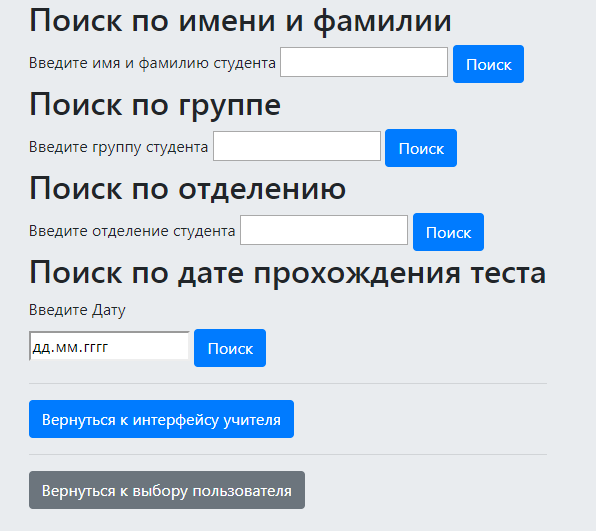 Поиск по имени и фамилии
Введите имя и фамилию студента Поиск
Поиск по группе
Введите группу студента Поиск
Поиск по отделению
Введите отделение студента Поиск
Поиск по дате прохождения теста
Введите Дату
дд.мм.гггг Поиск
Вернуться к интерфейсу учителя
Вернуться к выбору пользователя